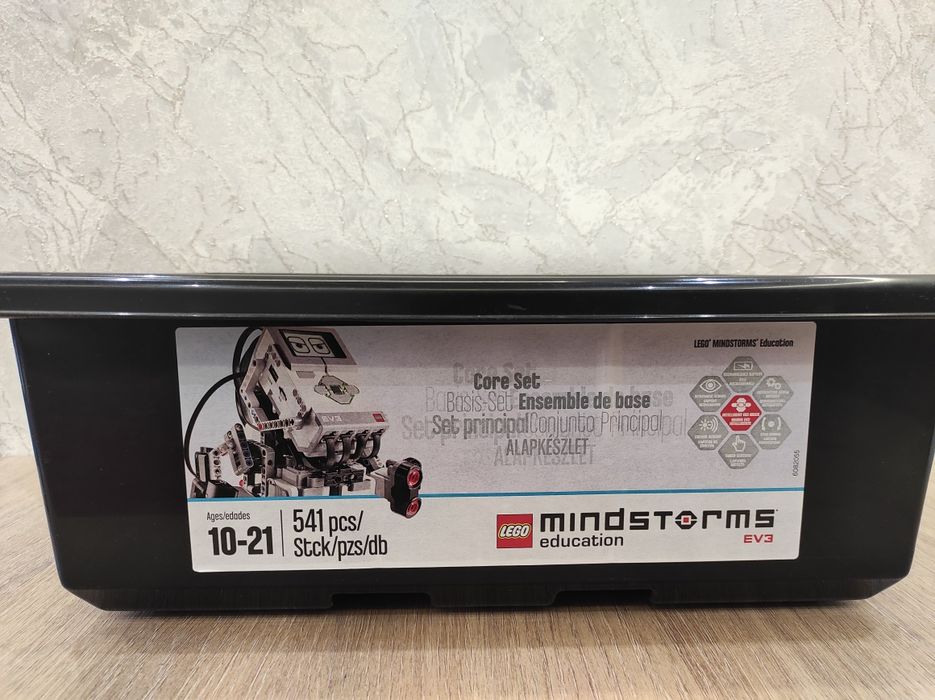 LEGO® MINDSTORMS® Education
Core Set
Basis-Set Ensemble de base
Set principal Conjunto Principal
ALAPKÉSZLET
EV3
6082055
Ages/edades
10-21
541 pcs/
Stck/pzs/db
LEGO mindstorms
education
EV3